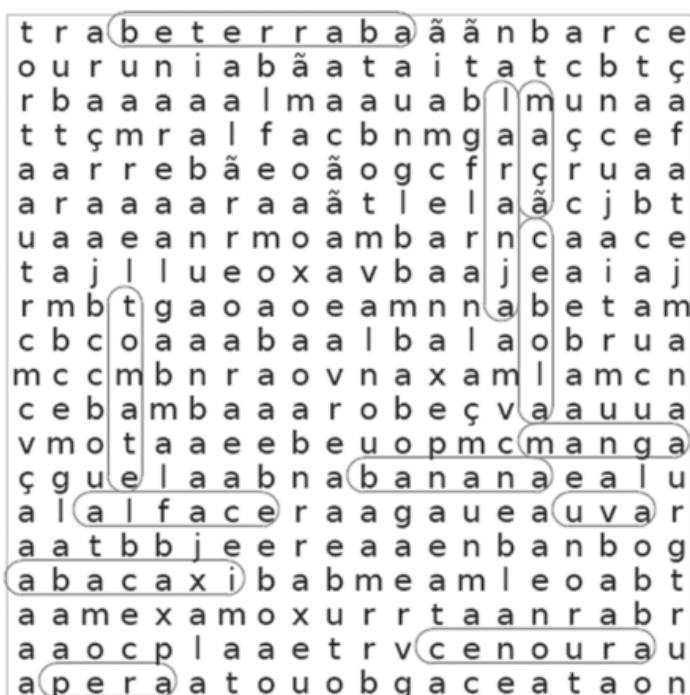 t r a b e t e r r a b a ã ã n b a r c e
o u r u n i a b ã a t a i t a t c b t ç
r b a a a a a l m a a u a b l m u n a a
t t ç m r a l f a c b n m g a a ç c e f
a a r r e b ã e o ã o g c f r ç r u a a
a r a a a a r a a ã t l e l a ã c j b t
u a a e a n r m o a m b a r n c a a c e
t a j l l u e o x a v b a a j e a i a j
r m b t g a o a o e a m n n a b e t a m
c b c o a a a b a a l b a l a o b r u a
m c c m b n r a o v n a x a m l a m c n
c e b a m b a a a r o b e ç v a a u u a
v m o t a a e e b e u o p m c m a n g a
ç g u e l a a b n a b a n a n a e a l u
a l a l f a c e r a a g a u e a u v a r
a a t b b j e e r e a a e n b a n b o g
a b a c a x i b a b m e a m l e o a b t
a a m e x a m o x u r r t a a n r a b r
a a o c p l a a e t r v c e n o u r a u
a p e r a a t o u o b g a c e a t a o n